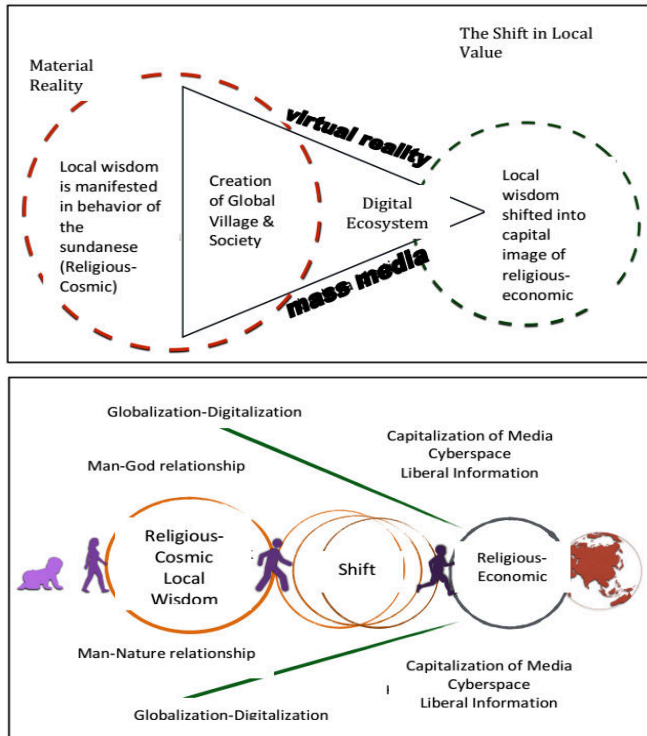 The Shift in Local
Value
Material
Reality
virtual reality
Local wisdom
is manifested
in behavior of
the
sundanese
(Religious-
Cosmic)
Creation
of Global
Village &
Society
Digital
Ecosystem
Local
wisdom
shifted into
capital
image of
religious-
economic
mass media
Globalization-Digitalization
Capitalization of Media
Cyberspace
Liberal Information
Man-God relationship
Religious-
Cosmic
Local
Wisdom
Shift
Religious-
Economic
Man-Nature relationship
Capitalization of Media
Cyberspace
Liberal Information
Globalization-Digitalization